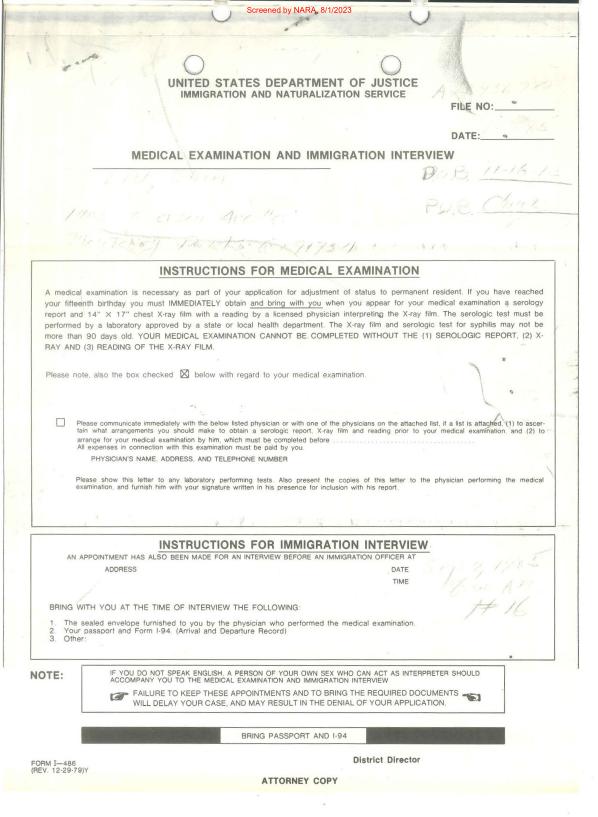 Screened by NARA, 8/1/2023
UNITED STATES DEPARTMENT OF JUSTICE
IMMIGRATION AND NATURALIZATION SERVICE
FILE NO:
DATE:
MEDICAL EXAMINATION AND IMMIGRATION INTERVIEW
INSTRUCTIONS FOR MEDICAL EXAMINATION
A medical examination is necessary as part of your application for adjustment of status to permanent resident. If you have reached
your fifteenth birthday you must IMMEDIATELY obtain and bring with you when you appear for your medical examination a serology
report and 14" X 17" chest X-ray film with a reading by a licensed physician interpreting the X-ray film. The serologic test must be
performed by a laboratory approved by a state or local health department. The X-ray film and serologic test for syphilis may not be
more than 90 days old. YOUR MEDICAL EXAMINATION CANNOT BE COMPLETED WITHOUT THE (1) SEROLOGIC REPORT, (2) X-
RAY AND (3) READING OF THE X-RAY FILM.
Please note, also the box checked ☒ below with regard to your medical examination.
☐ Please communicate immediately with the below listed physician or with one of the physicians on the attached list, if a list is attached, (1) to ascer-
tain what arrangements you should make to obtain a serologic report, X-ray film and reading prior to your medical examination, and (2) to
arrange for your medical examination by him, which must be completed before
All expenses in connection with this examination must be paid by you.
PHYSICIAN'S NAME, ADDRESS, AND TELEPHONE NUMBER
Please show this letter to any laboratory performing tests. Also present the copies of this letter to the physician performing the medical
examination, and furnish him with your signature written in his presence for inclusion with his report.
INSTRUCTIONS FOR IMMIGRATION INTERVIEW
AN APPOINTMENT HAS ALSO BEEN MADE FOR AN INTERVIEW BEFORE AN IMMIGRATION OFFICER AT
ADDRESS DATE
TIME
#16
BRING WITH YOU AT THE TIME OF INTERVIEW THE FOLLOWING:
1. The sealed envelope furnished to you by the physician who performed the medical examination.
2. Your passport and Form I-94. (Arrival and Departure Record)
3. Other:
NOTE:
IF YOU DO NOT SPEAK ENGLISH, A PERSON OF YOUR OWN SEX WHO CAN ACT AS INTERPRETER SHOULD
ACCOMPANY YOU TO THE MEDICAL EXAMINATION AND IMMIGRATION INTERVIEW
FAILURE TO KEEP THESE APPOINTMENTS AND TO BRING THE REQUIRED DOCUMENTS
WILL DELAY YOUR CASE, AND MAY RESULT IN THE DENIAL OF YOUR APPLICATION.
BRING PASSPORT AND I-94
FORM I—486
(REV. 12-29-79)Y
District Director
ATTORNEY COPY